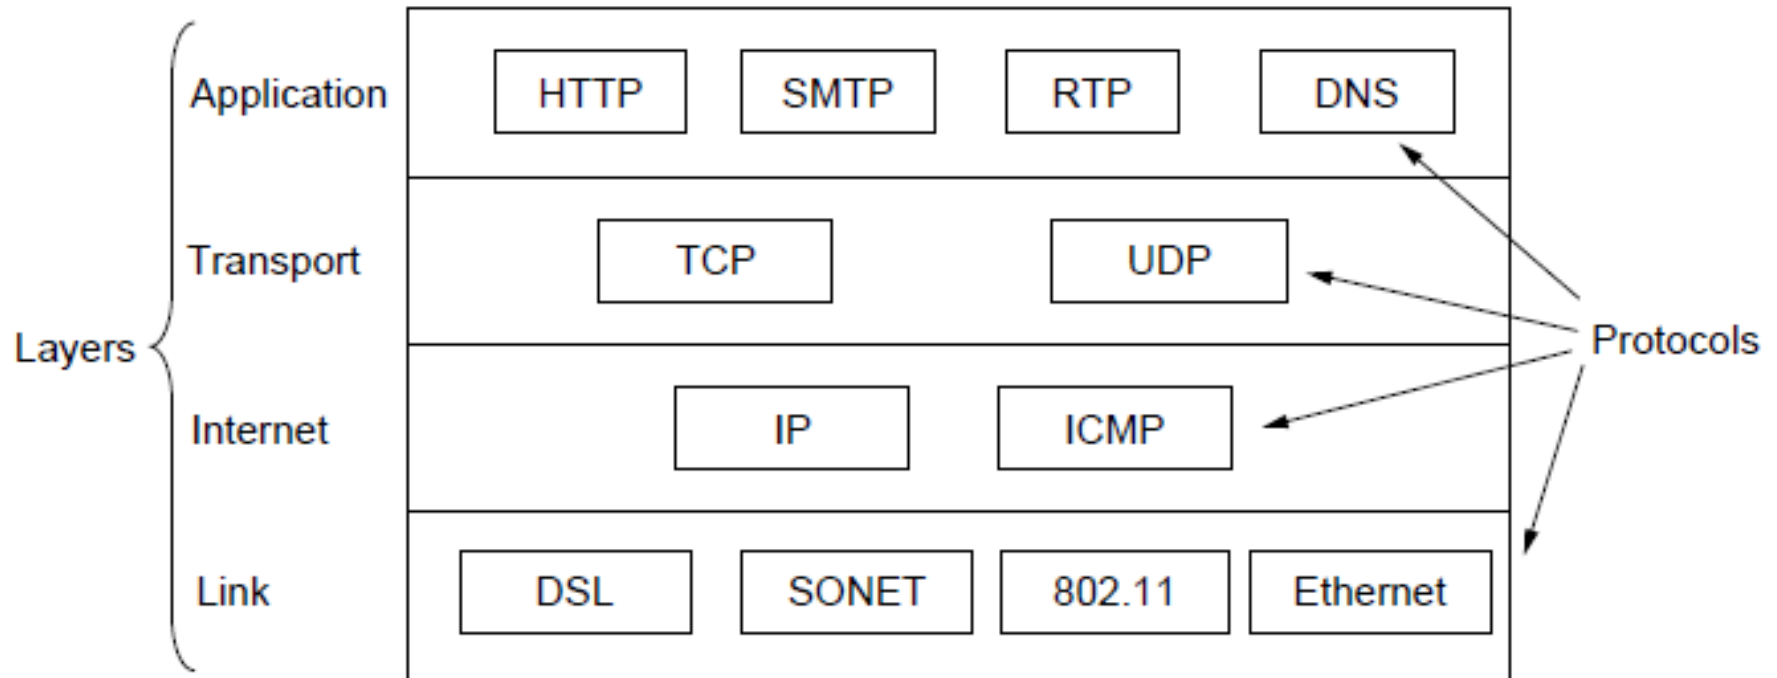 Application HTTP SMTP RTP DNS
Transport TCP UDP
Layers Protocols
Internet IP ICMP
Link DSL SONET 802.11 Ethernet